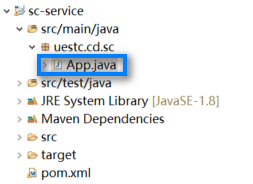 sc-service
src/main/java
uestc.cd.sc
App.java
src/test/java
JRE System Library [JavaSE-1.8]
Maven Dependencies
src
target
pom.xml